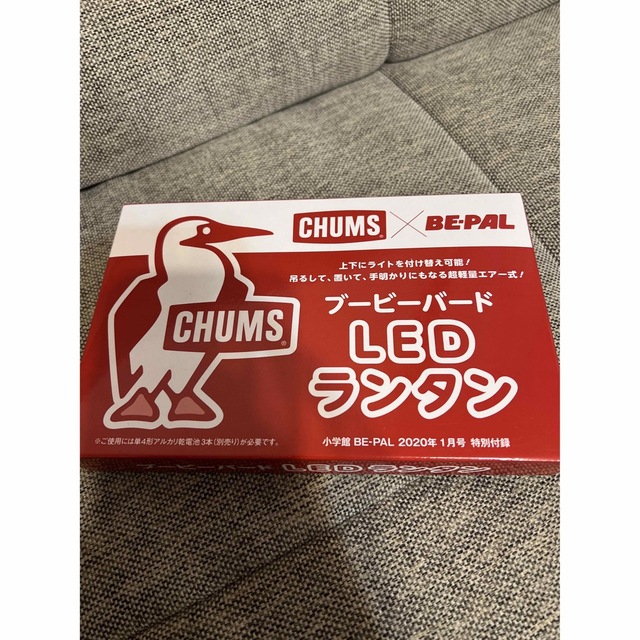 CHUMS × BE-PAL
上下にライトを付け替え可能！
吊るして、置いて、手明かりにもなる超軽量エアー式！
CHUMS
ブービーバード
LED
ランタン
※ご使用には単4形アルカリ乾電池3本（別売り）が必要です。
小学館 BE-PAL 2020年1月号 特別付録
ブービーバード LED ランタン